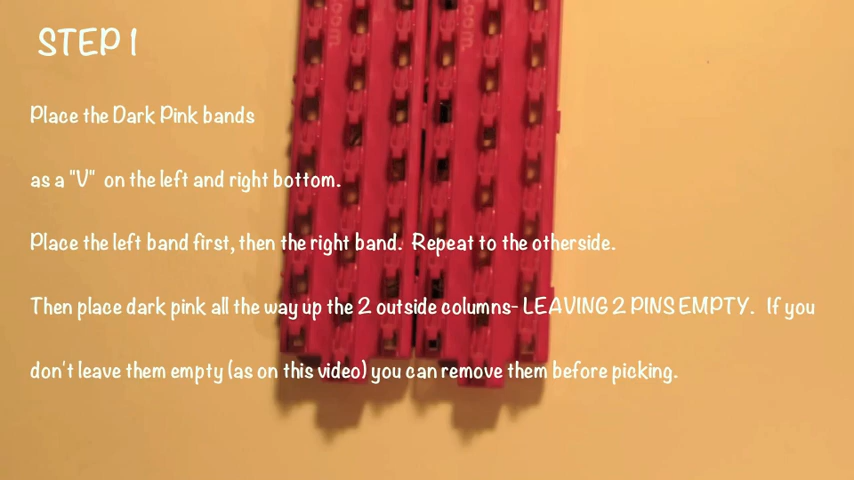 STEP 1
Place the Dark Pink bands
as a "V" on the left and right bottom.
Place the left band first, then the right band. Repeat to the otherside.
Then place dark pink all the way up the 2 outside columns- LEAVING 2 PINS EMPTY. If you
don't leave them empty (as on this video) you can remove them before picking.